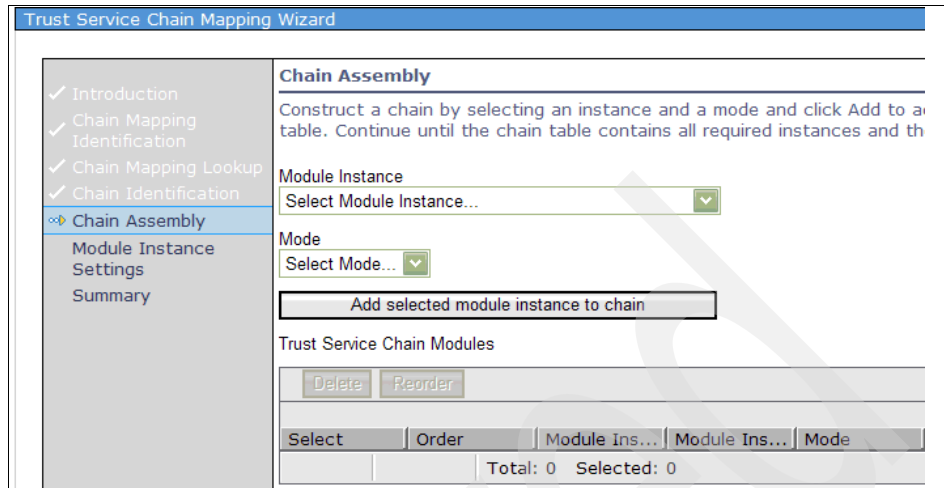 Trust Service Chain Mapping Wizard
Introduction
Chain Mapping
Identification
Chain Mapping Lookup
Chain Identification
Chain Assembly
Module Instance
Settings
Summary
Chain Assembly
Construct a chain by selecting an instance and a mode and click Add to
table. Continue until the chain table contains all required instances and
Module Instance
Select Module Instance...
Mode
Select Mode...
Add selected module instance to chain
Trust Service Chain Modules
Delete Reorder
Select Order Module Ins... Module Ins... Mode
Total: 0 Selected: 0